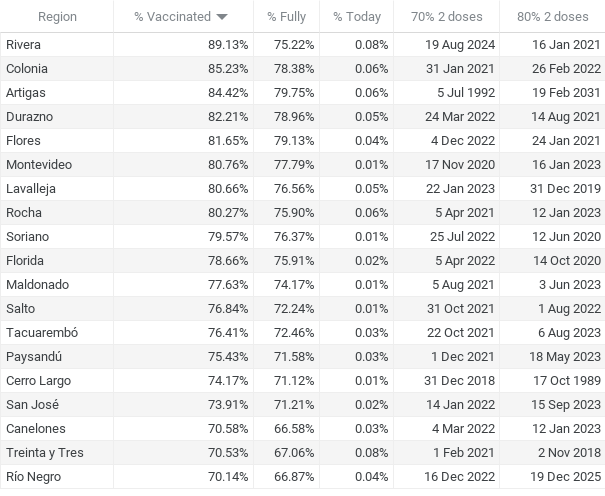 Region % Vaccinated % Fully % Today 70% 2 doses 80% 2 doses
Rivera 89.13% 75.22% 0.08% 19 Aug 2024 16 Jan 2021
Colonia 85.23% 78.38% 0.06% 31 Jan 2021 26 Feb 2022
Artigas 84.42% 79.75% 0.06% 5 Jul 1992 19 Feb 2031
Durazno 82.21% 78.96% 0.05% 24 Mar 2022 14 Aug 2021
Flores 81.65% 79.13% 0.04% 4 Dec 2022 24 Jan 2021
Montevideo 80.76% 77.79% 0.01% 17 Nov 2020 16 Jan 2023
Lavalleja 80.66% 76.56% 0.05% 22 Jan 2023 31 Dec 2019
Rocha 80.27% 75.90% 0.06% 5 Apr 2021 12 Jan 2023
Soriano 79.57% 76.37% 0.01% 25 Jul 2022 12 Jun 2020
Florida 78.66% 75.91% 0.02% 5 Apr 2022 14 Oct 2020
Maldonado 77.63% 74.17% 0.01% 5 Aug 2021 3 Jun 2023
Salto 76.84% 72.24% 0.01% 31 Oct 2021 1 Aug 2022
Tacuarembó 76.41% 72.46% 0.03% 22 Oct 2021 6 Aug 2023
Paysandú 75.43% 71.58% 0.03% 1 Dec 2021 18 May 2023
Cerro Largo 74.17% 71.12% 0.01% 31 Dec 2018 17 Oct 1989
San José 73.91% 71.21% 0.02% 14 Jan 2022 15 Sep 2023
Canelones 70.58% 66.58% 0.03% 4 Mar 2022 12 Jan 2023
Treinta y Tres 70.53% 67.06% 0.08% 1 Feb 2021 2 Nov 2018
Río Negro 70.14% 66.87% 0.04% 16 Dec 2022 19 Dec 2025